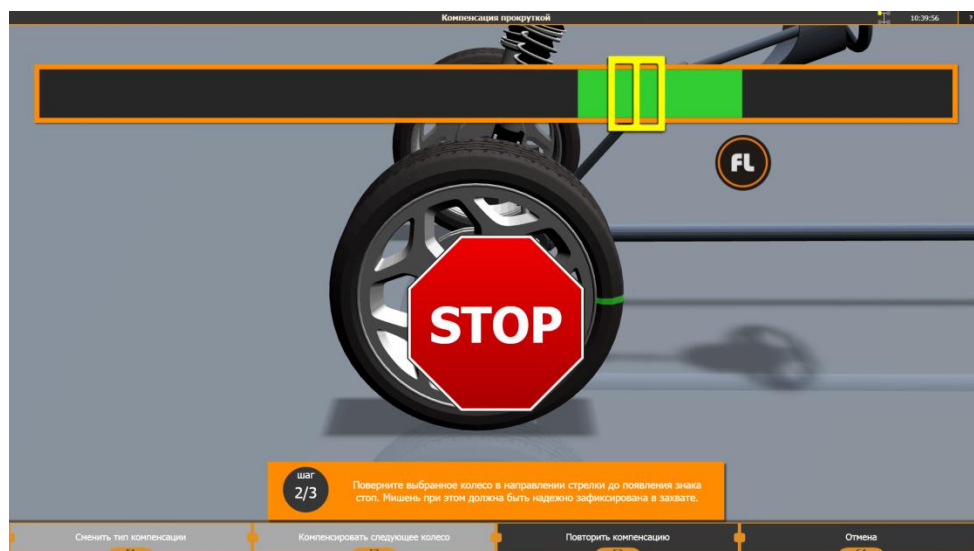 Компенсация прокруткой
10:39:56
?
FL
STOP
шаг
2/3
Поверните выбранное колесо в направлении стрелки до появления знака
стоп. Мишень при этом должна быть надежно зафиксирована в захвате.
Сменить тип компенсации
Компенсировать следующее колесо
Повторить компенсацию
Отмена